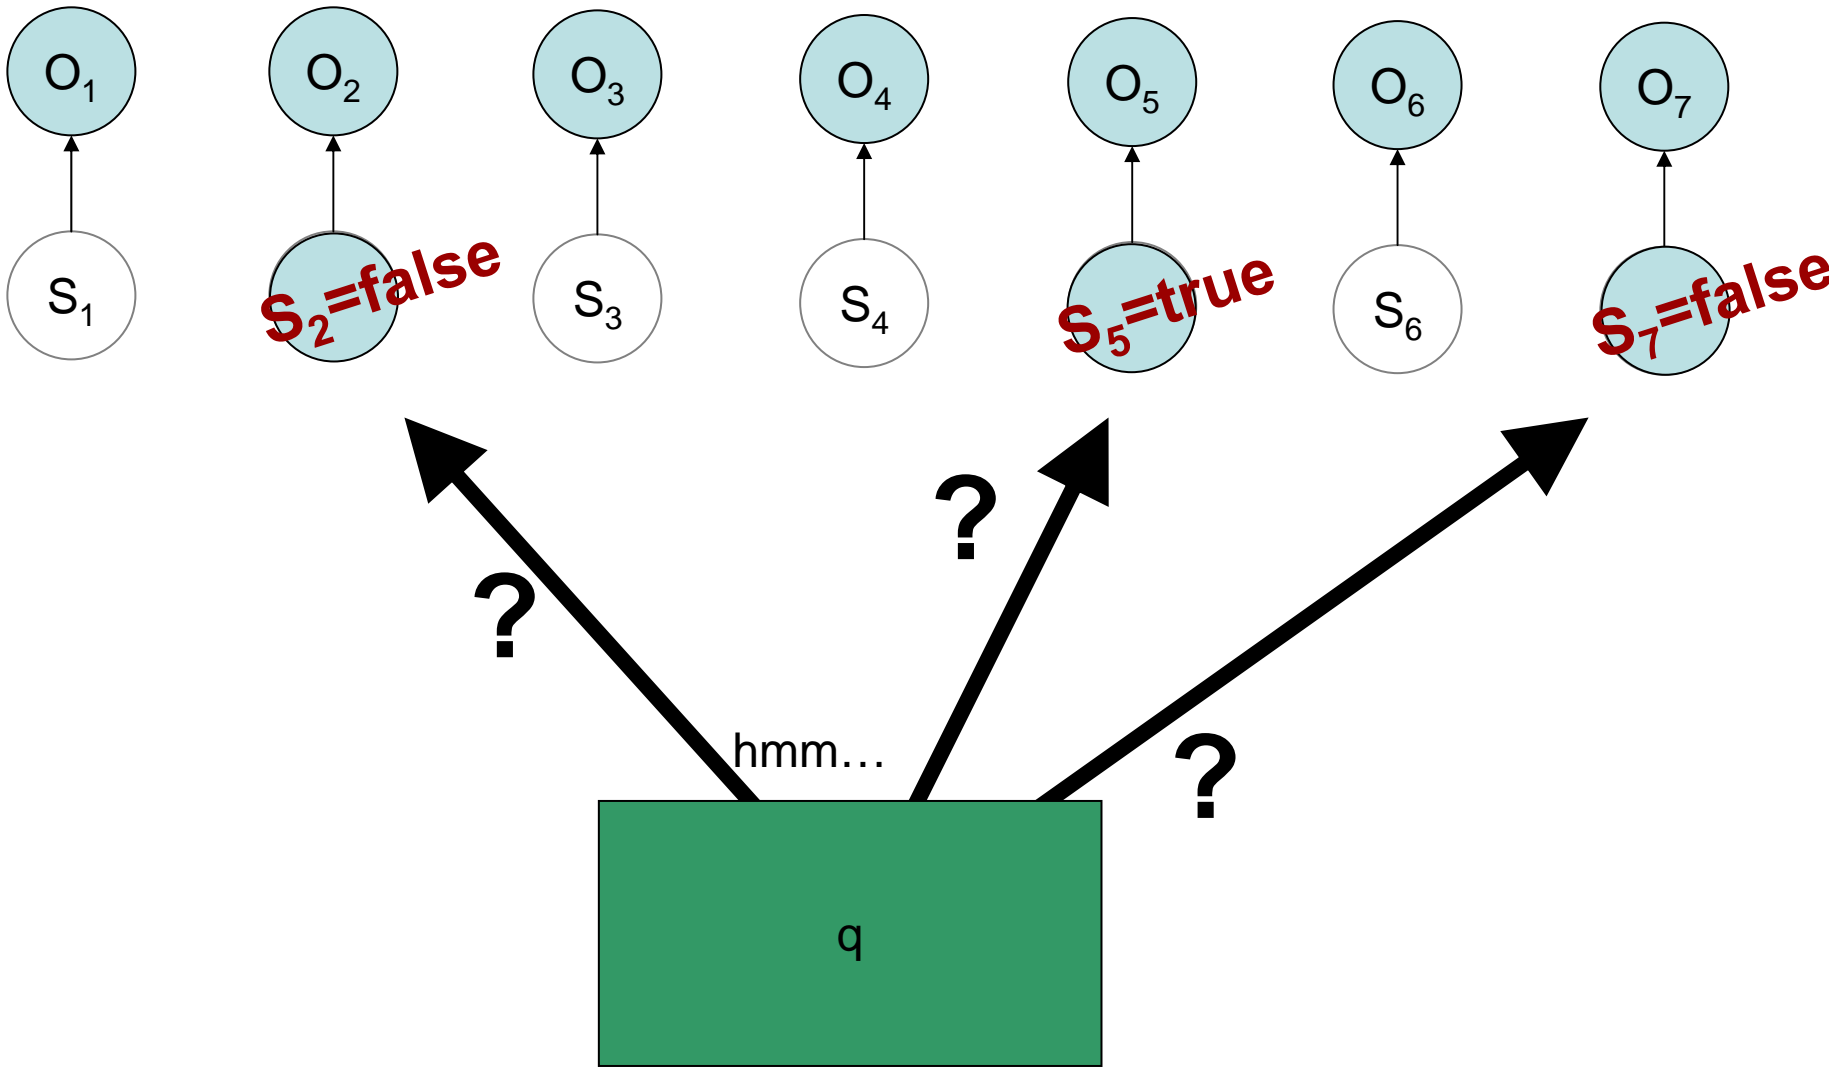 O1 O2 O3 O4 O5 O6 O7
S1 S2=false S3 S4 S5=true S6 S7=false
?
?
hmm…
?
q